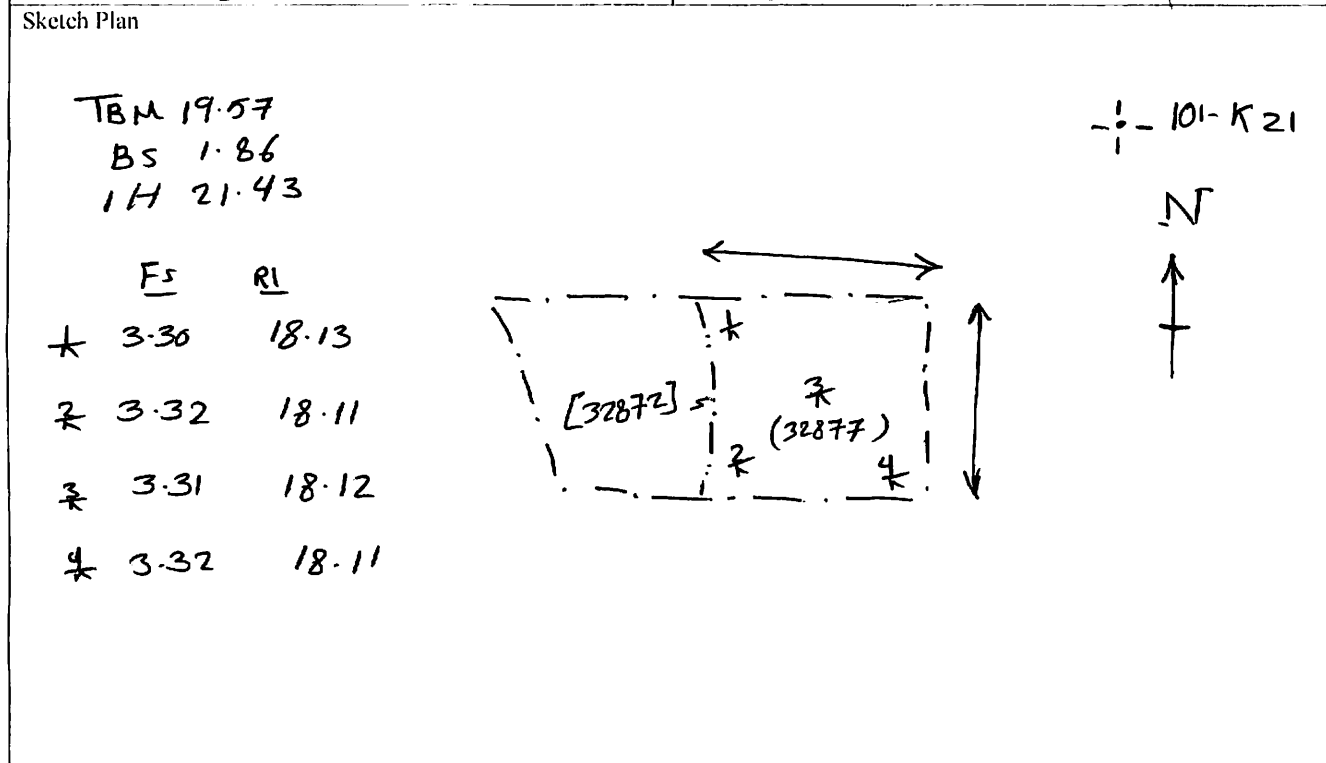 Sketch Plan
TBM 19.57
BS 1.86
IH 21.43
FS RL
1 3.30 18.13
2 3.32 18.11
3 3.31 18.12
4 3.32 18.11
101-K21
N
1
3
[32872]
(32877)
2
4